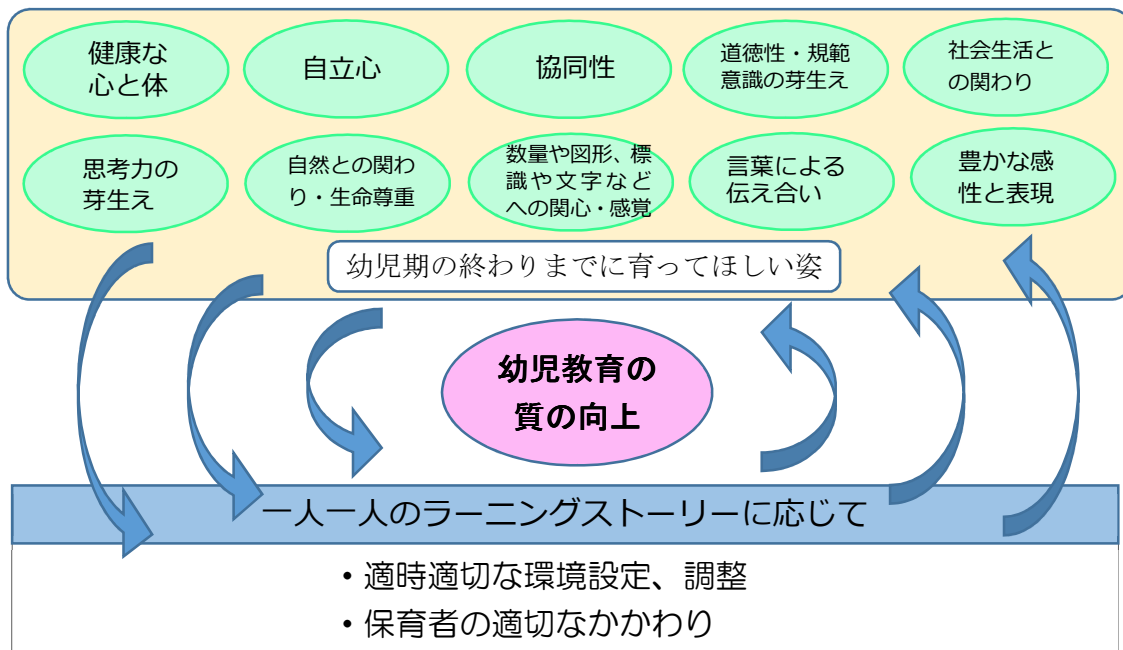 健康な
心と体
自立心
協同性
道徳性・規範
意識の芽生え
社会生活と
の関わり
思考力の
芽生え
自然との関わ
り・生命尊重
数量や図形、標
識や文字など
への関心・感覚
言葉による
伝え合い
豊かな感
性と表現
幼児期の終わりまでに育ってほしい姿
幼児教育の
質の向上
一人一人のラーニングストーリーに応じて
・適時適切な環境設定、調整
・保育者の適切なかかわり